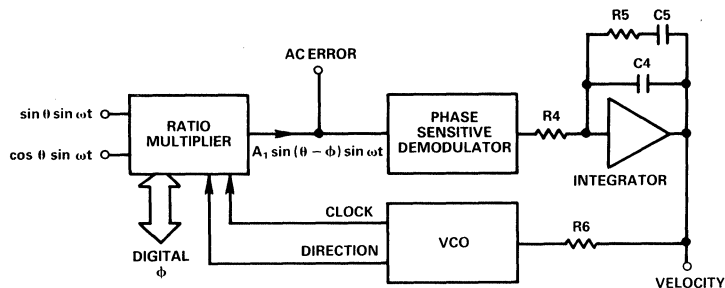 R5
C5
AC ERROR
C4
sin θ sin ωt
RATIO
MULTIPLIER
PHASE
SENSITIVE
DEMODULATOR
R4
cos θ sin ωt
A₁ sin (θ – ϕ) sin ωt
INTEGRATOR
CLOCK
VCO
R6
DIRECTION
DIGITAL
ϕ
VELOCITY